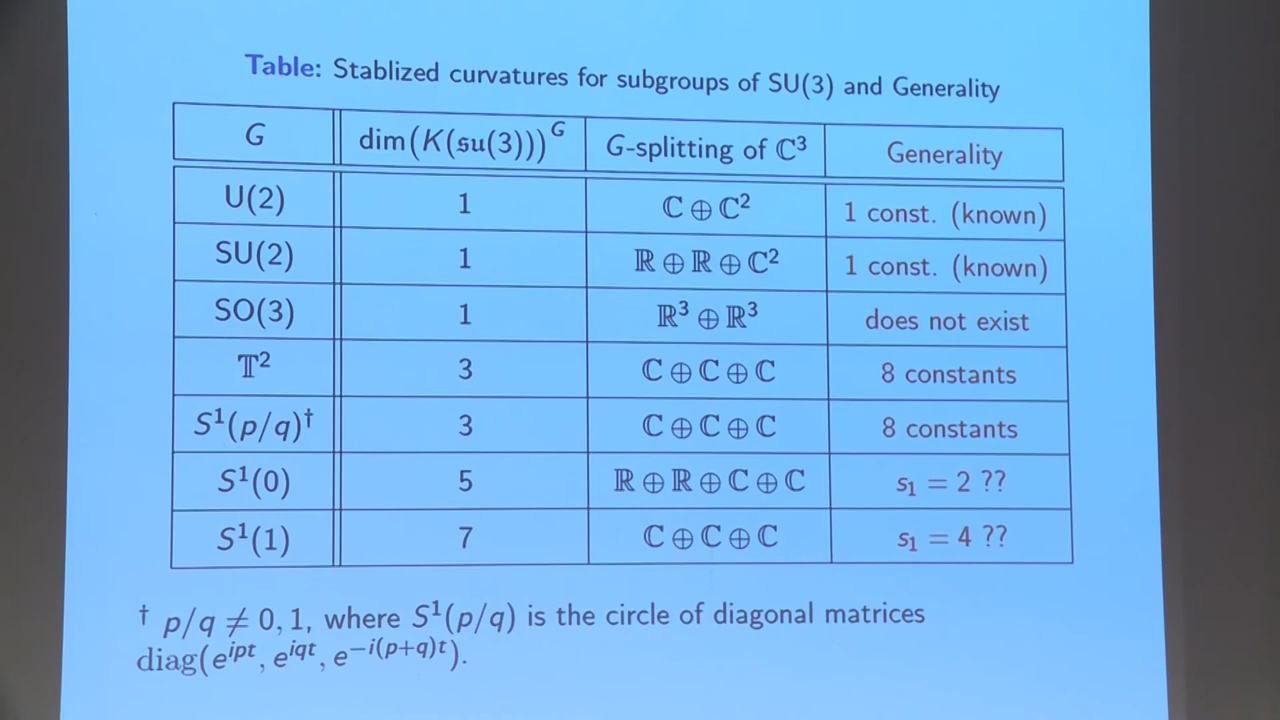 Table: Stablized curvatures for subgroups of SU(3) and Generality
G dim(K(𝔰𝔲(3)))ᴳ G-splitting of ℂ³ Generality
U(2) 1 ℂ ⊕ ℂ² 1 const. (known)
SU(2) 1 ℝ ⊕ ℝ ⊕ ℂ² 1 const. (known)
SO(3) 1 ℝ³ ⊕ ℝ³ does not exist
𝕋² 3 ℂ ⊕ ℂ ⊕ ℂ 8 constants
S¹(p/q)† 3 ℂ ⊕ ℂ ⊕ ℂ 8 constants
S¹(0) 5 ℝ ⊕ ℝ ⊕ ℂ ⊕ ℂ s₁ = 2 ??
S¹(1) 7 ℂ ⊕ ℂ ⊕ ℂ s₁ = 4 ??
† p/q ≠ 0, 1, where S¹(p/q) is the circle of diagonal matrices
diag(e^{ipt}, e^{iqt}, e^{-i(p+q)t}).